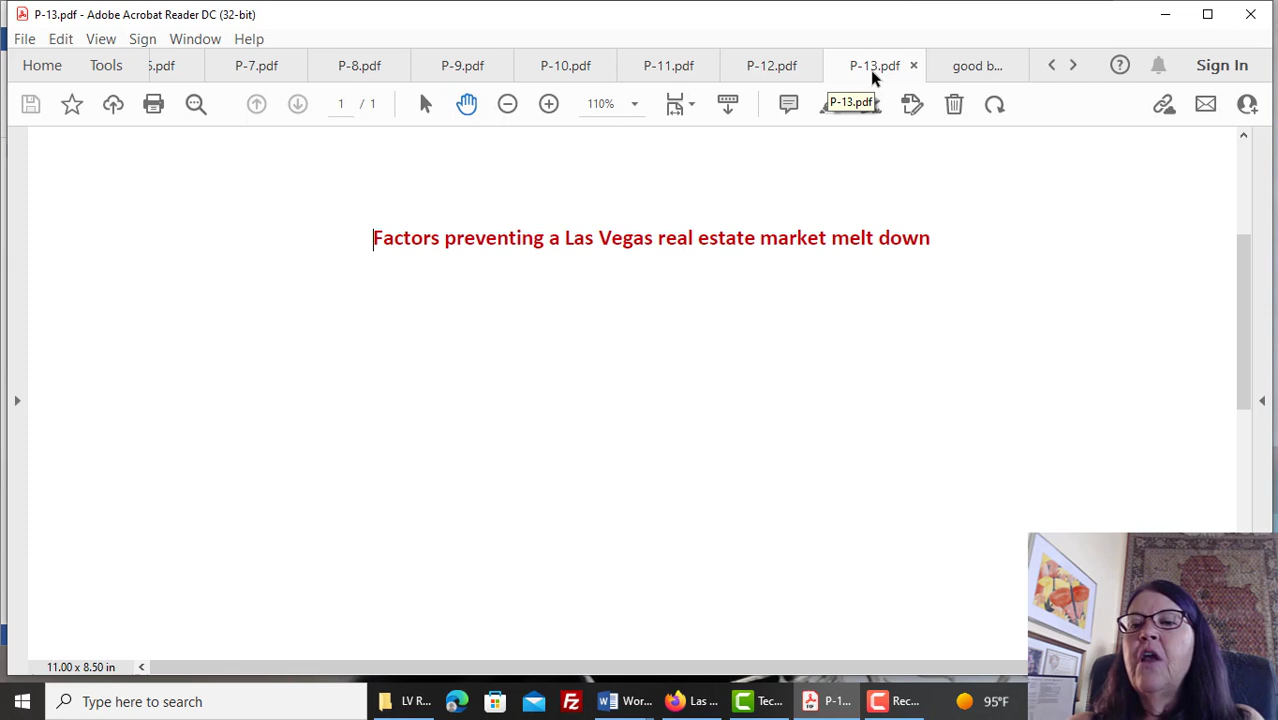 P-13.pdf - Adobe Acrobat Reader DC (32-bit)
File Edit View Sign Window Help
Home Tools 5.pdf P-7.pdf P-8.pdf P-9.pdf P-10.pdf P-11.pdf P-12.pdf P-13.pdf good b... Sign In
1 / 1 110% P-13.pdf
Factors preventing a Las Vegas real estate market melt down
11.00 x 8.50 in
Type here to search LV R... Wor... Las ... Tec... P-1... Rec... 95°F